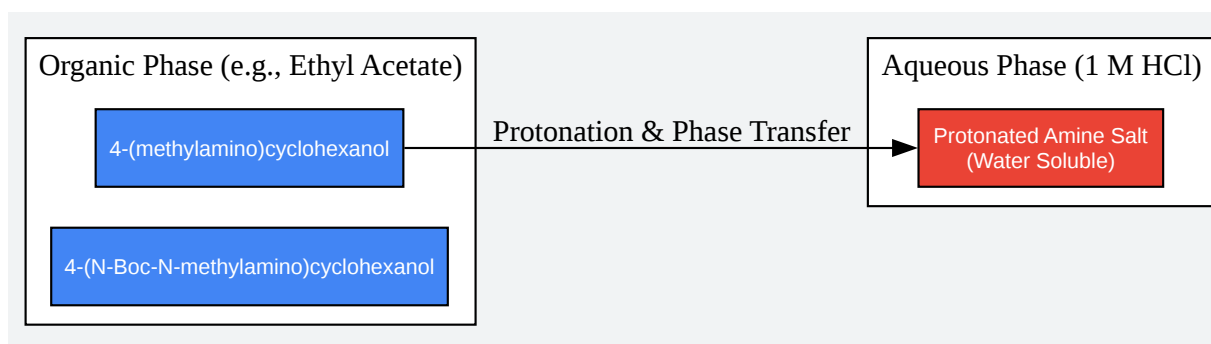 Organic Phase (e.g., Ethyl Acetate)
4-(methylamino)cyclohexanol
4-(N-Boc-N-methylamino)cyclohexanol
Protonation & Phase Transfer
Aqueous Phase (1 M HCl)
Protonated Amine Salt
(Water Soluble)